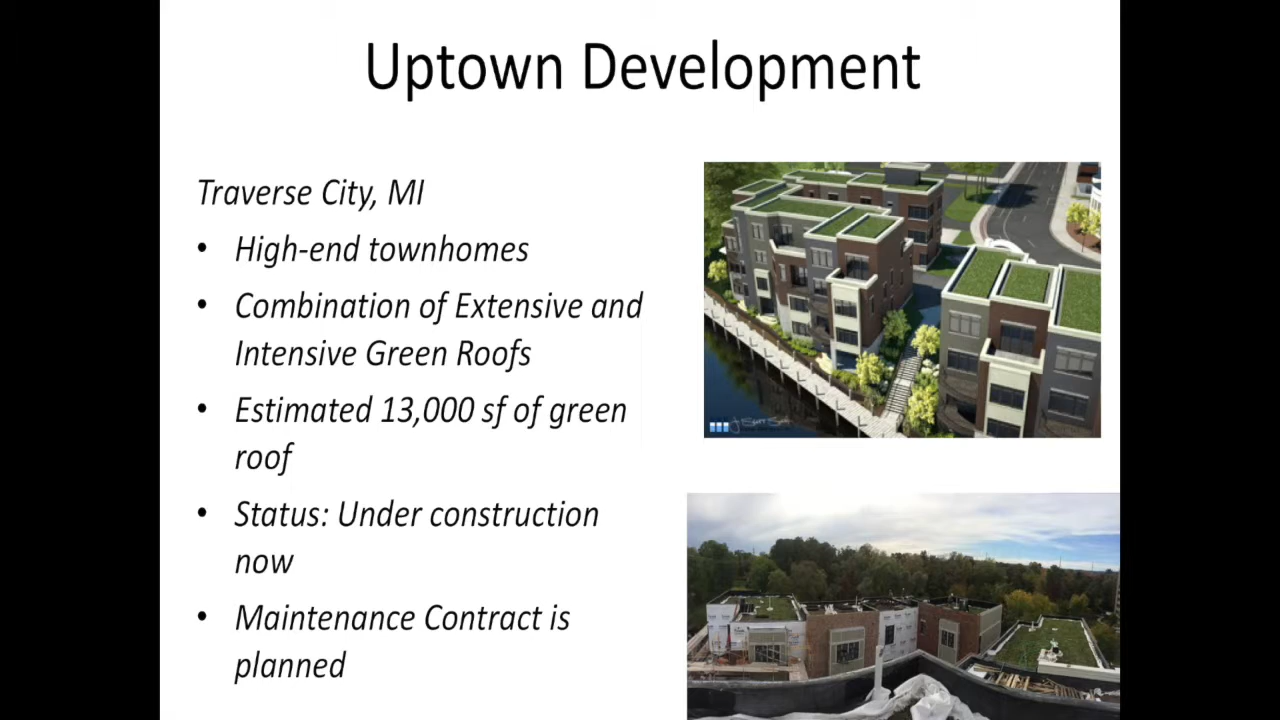 Uptown Development
Traverse City, MI
• High-end townhomes
• Combination of Extensive and
Intensive Green Roofs
• Estimated 13,000 sf of green
roof
• Status: Under construction
now
• Maintenance Contract is
planned